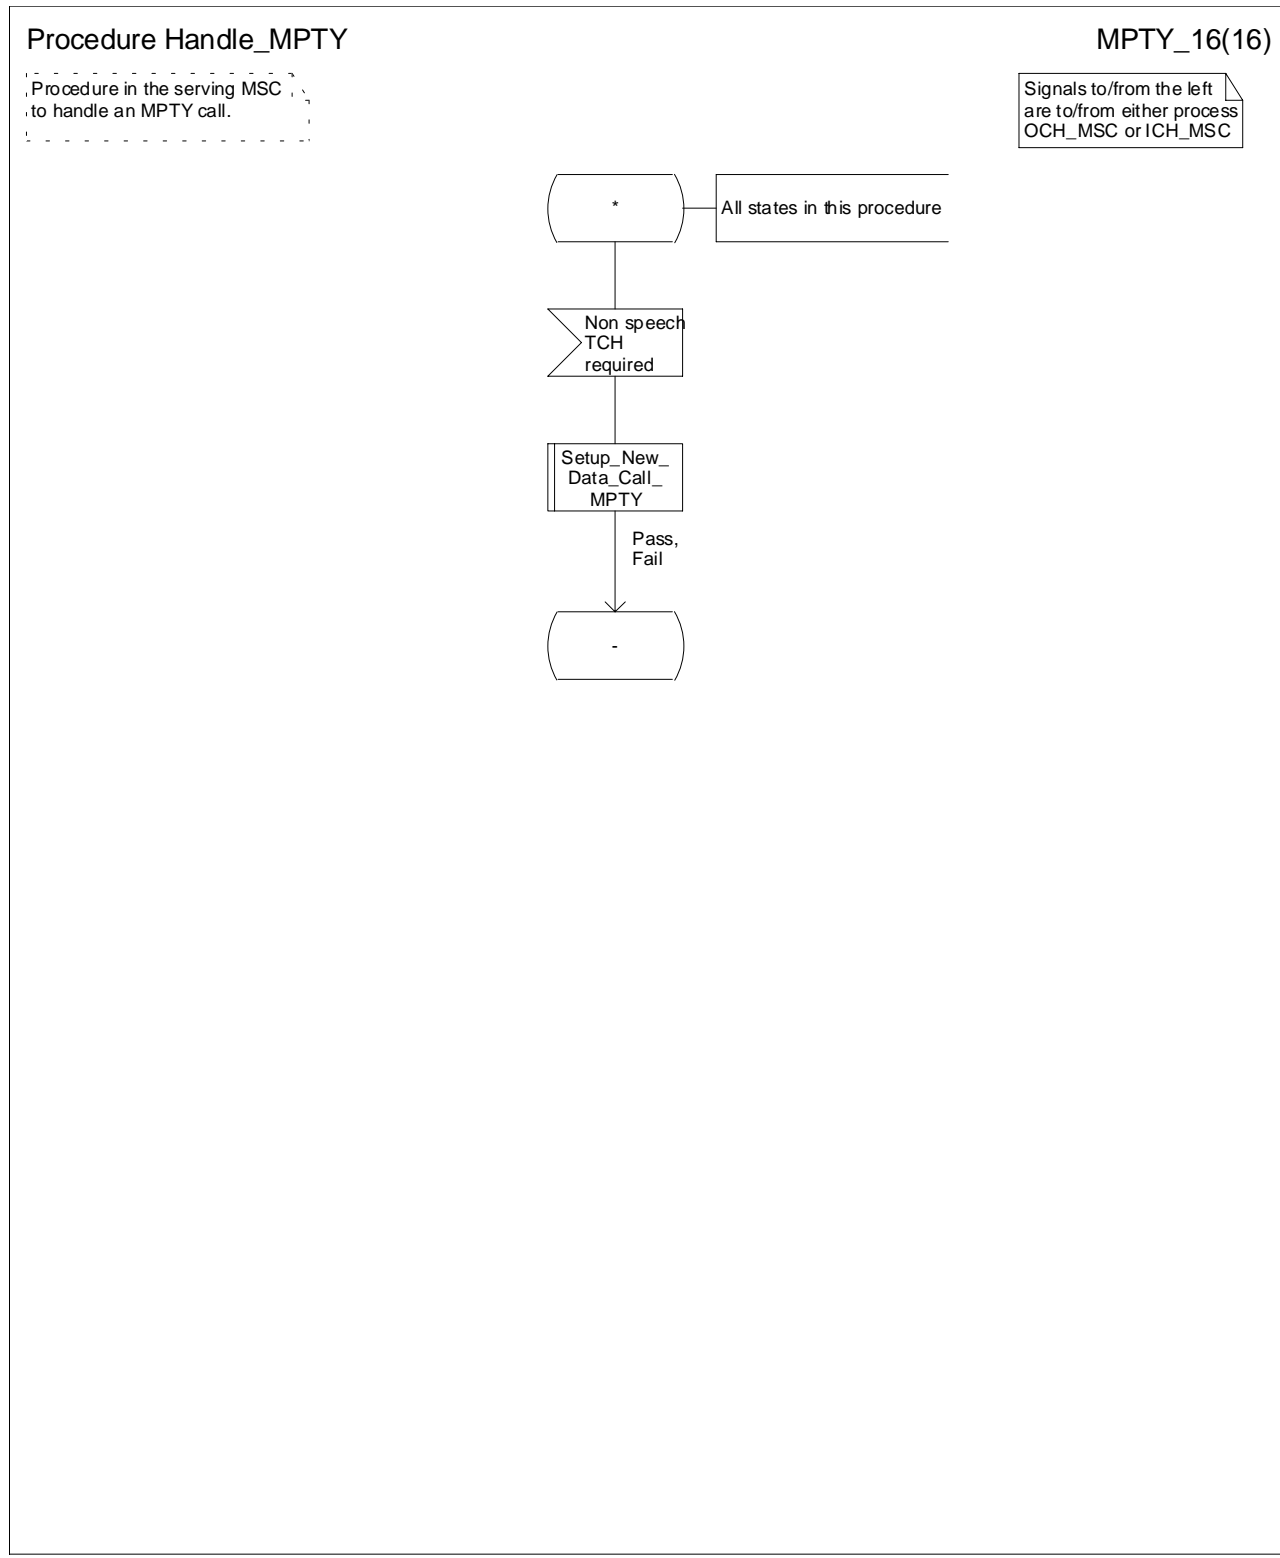 Procedure Handle_MPTY
MPTY_16(16)
Procedure in the serving MSC
to handle an MPTY call.
Signals to/from the left
are to/from either process
OCH_MSC or ICH_MSC
*
All states in this procedure
Non speech
TCH
required
Setup_New_
Data_Call_
MPTY
Pass,
Fail
-